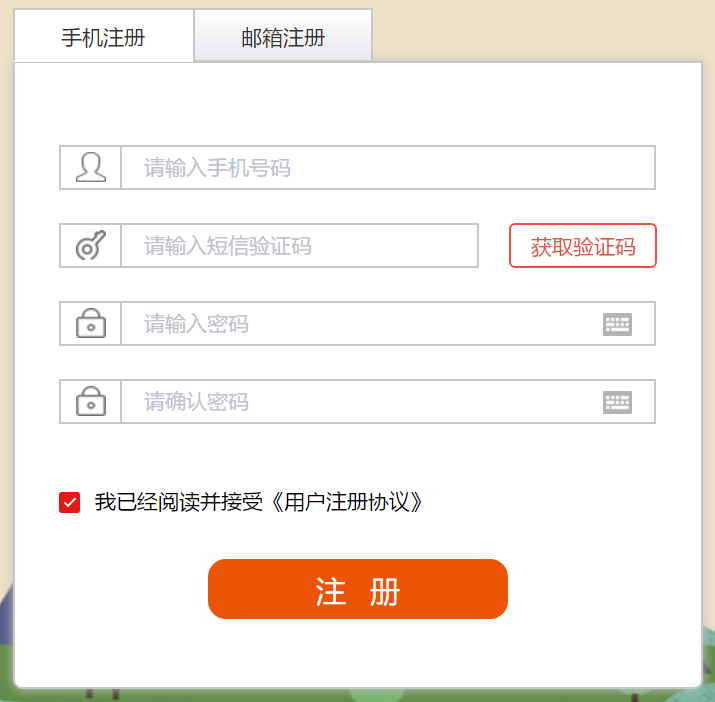 手机注册
邮箱注册
请输入手机号码
请输入短信验证码
获取验证码
请输入密码
请确认密码
我已经阅读并接受《用户注册协议》
注 册